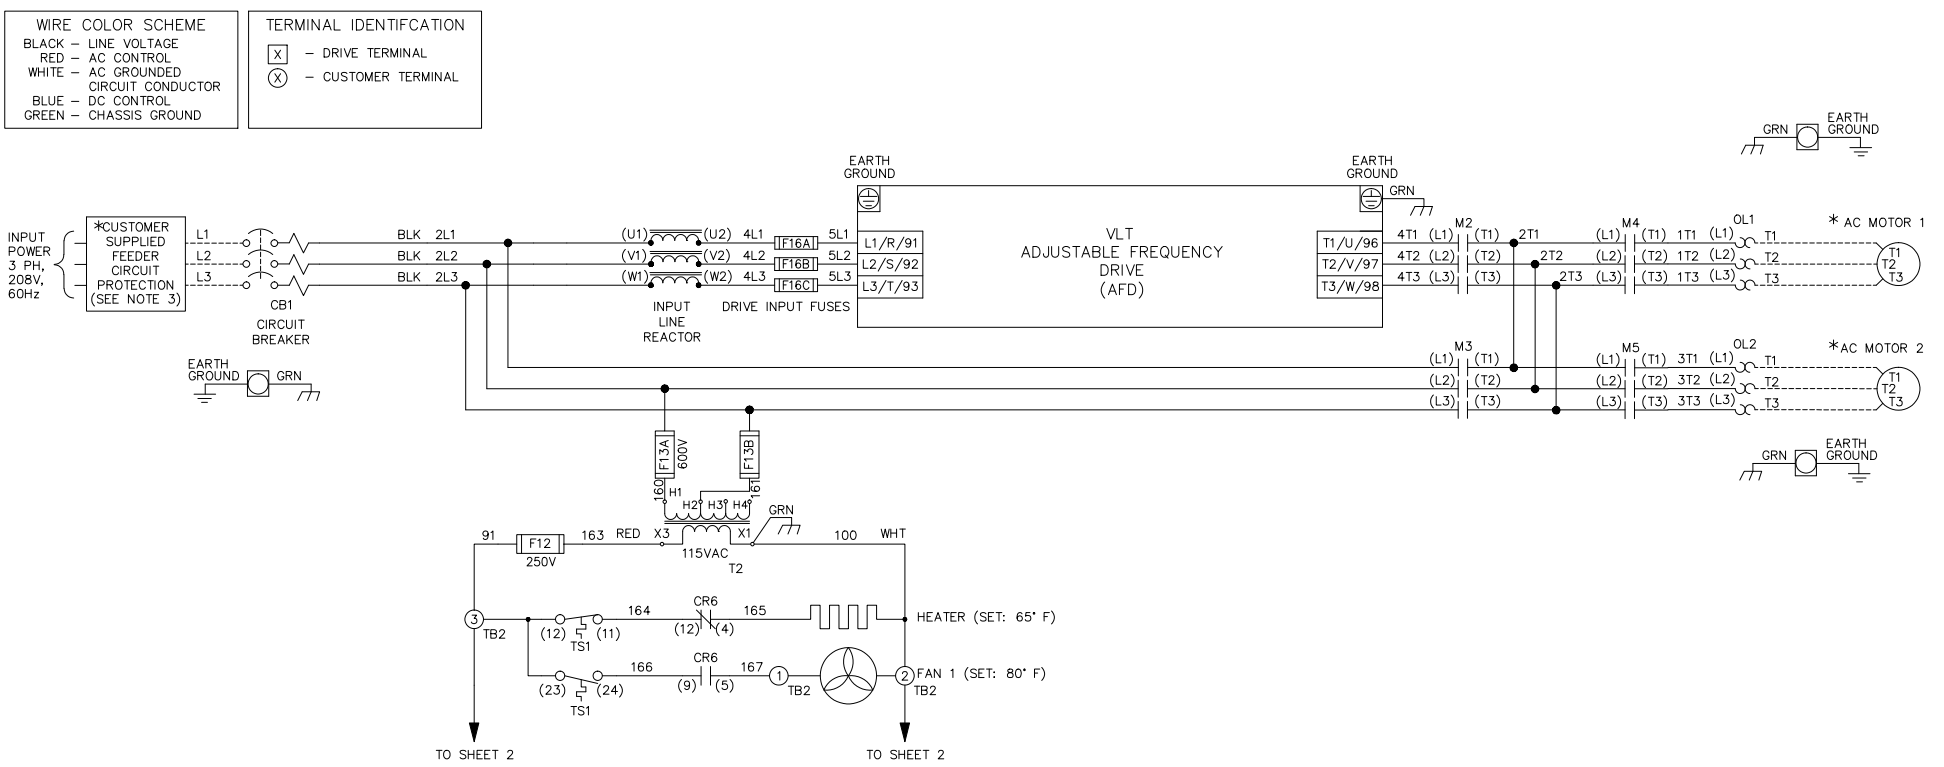 WIRE COLOR SCHEME
BLACK – LINE VOLTAGE
RED – AC CONTROL
WHITE – AC GROUNDED
CIRCUIT CONDUCTOR
BLUE – DC CONTROL
GREEN – CHASSIS GROUND
TERMINAL IDENTIFCATION
X – DRIVE TERMINAL
X – CUSTOMER TERMINAL
INPUT
POWER
3 PH,
208V,
60Hz
*CUSTOMER
SUPPLIED
FEEDER
CIRCUIT
PROTECTION
(SEE NOTE 3)
L1
L2
L3
CB1
CIRCUIT
BREAKER
EARTH
GROUND
GRN
BLK 2L1
BLK 2L2
BLK 2L3
(U1) (U2) 4L1 F16A 5L1
(V1) (V2) 4L2 F16B 5L2
(W1) (W2) 4L3 F16C 5L3
INPUT
LINE
REACTOR
DRIVE INPUT FUSES
EARTH
GROUND
L1/R/91
L2/S/92
L3/T/93
VLT
ADJUSTABLE FREQUENCY
DRIVE
(AFD)
EARTH
GROUND
GRN
T1/U/96
T2/V/97
T3/W/98
M2
4T1 (L1) (T1) 2T1
4T2 (L2) (T2) 2T2
4T3 (L3) (T3) 2T3
M4
(L1) (T1) 1T1 (L1)
(L2) (T2) 1T2 (L2)
(L3) (T3) 1T3 (L3)
OL1
T1
T2
T3
* AC MOTOR 1
T1
T2
T3
GRN
EARTH
GROUND
M3
(L1) (T1)
(L2) (T2)
(L3) (T3)
M5
(L1) (T1) 3T1 (L1)
(L2) (T2) 3T2 (L2)
(L3) (T3) 3T3 (L3)
OL2
T1
T2
T3
*AC MOTOR 2
T1
T2
T3
GRN
EARTH
GROUND
F13A
600V
F13B
160
161
H1
H2
H3
H4
GRN
91
F12
250V
163
RED
X3
X1
115VAC
T2
100
WHT
3
TB2
(12)
(11)
TS1
164
CR6
(12)
(4)
165
HEATER (SET: 65° F)
(23)
(24)
TS1
166
CR6
(9)
(5)
167
1
TB2
2
TB2
FAN 1 (SET: 80° F)
TO SHEET 2
TO SHEET 2